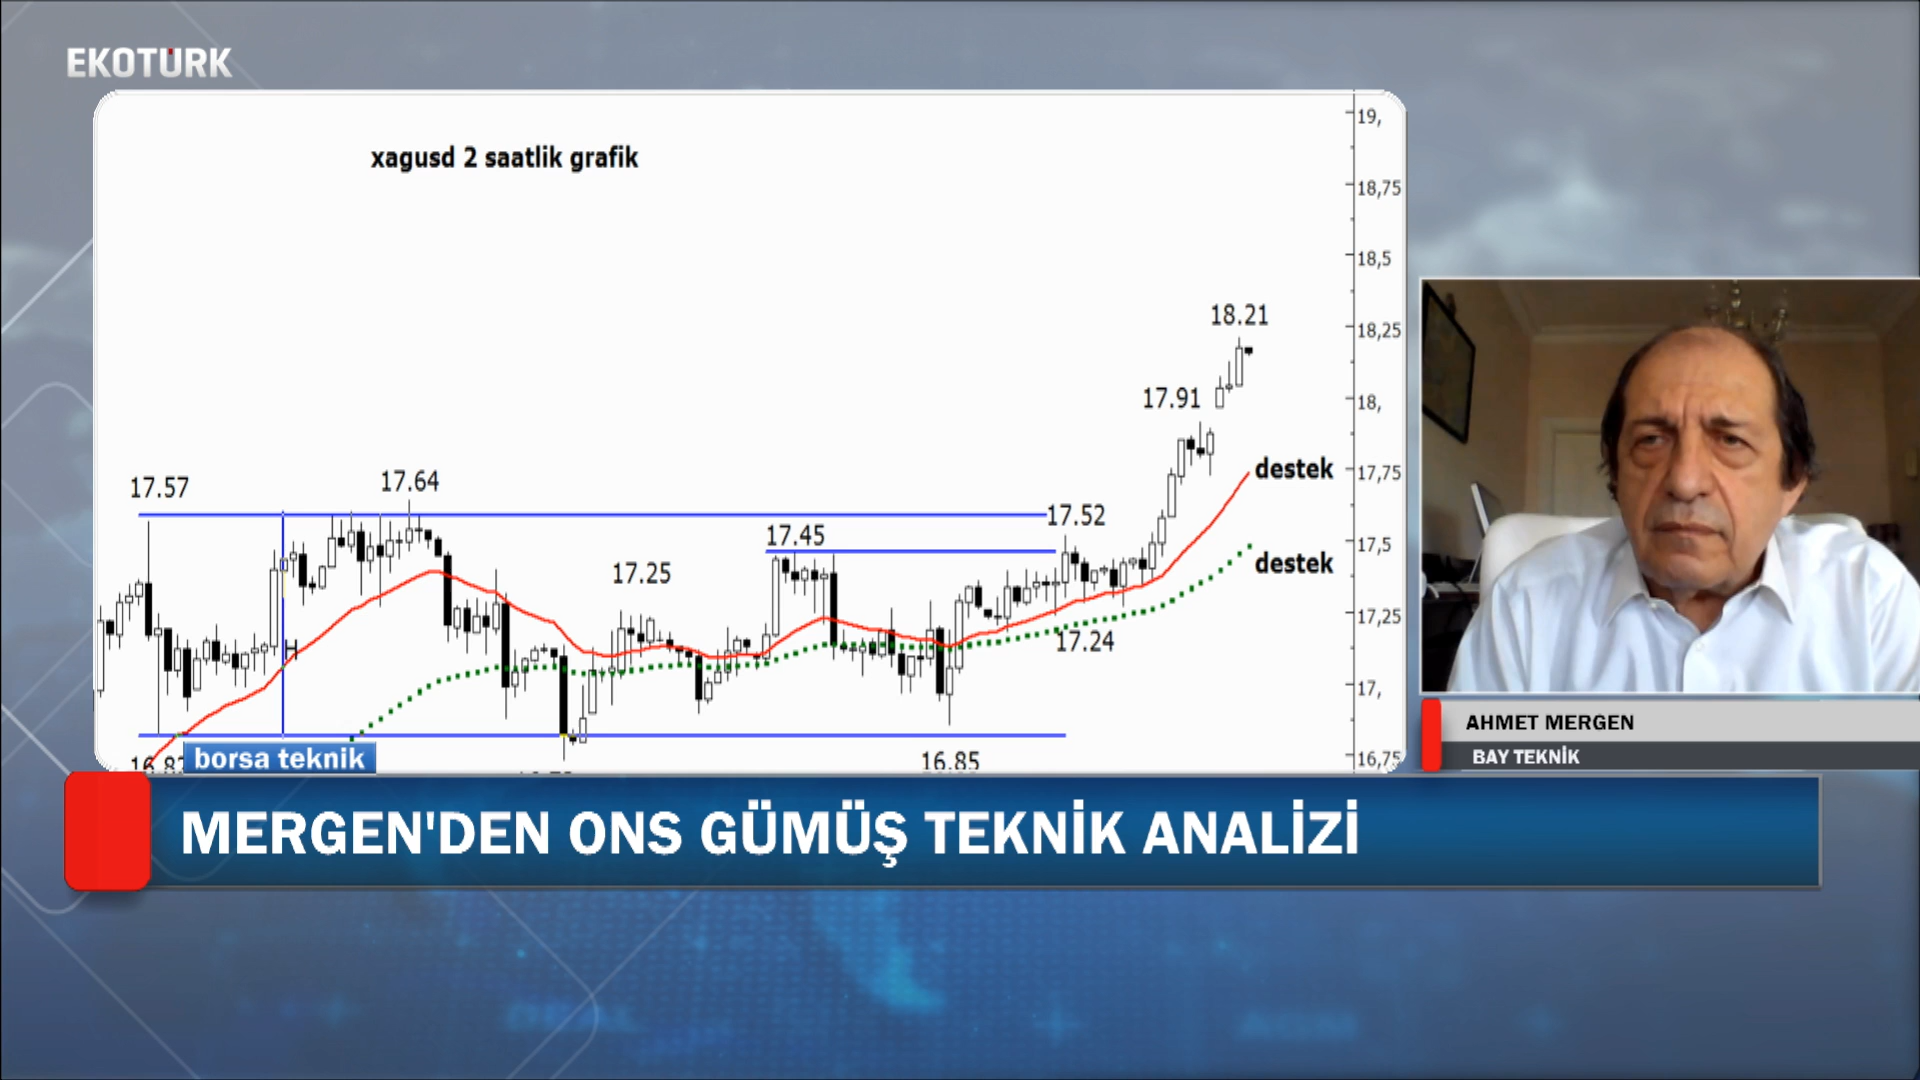 EKOTÜRK
xagusd 2 saatlik grafik
19,
18,75
18,5
18,25
18,
17,75
17,5
17,25
17,
16,75
18.21
17.91
destek
17.57
17.64
17.52
17.45
17.25
destek
17.24
16.85
borsa teknik
AHMET MERGEN
BAY TEKNİK
MERGEN'DEN ONS GÜMÜŞ TEKNİK ANALİZİ